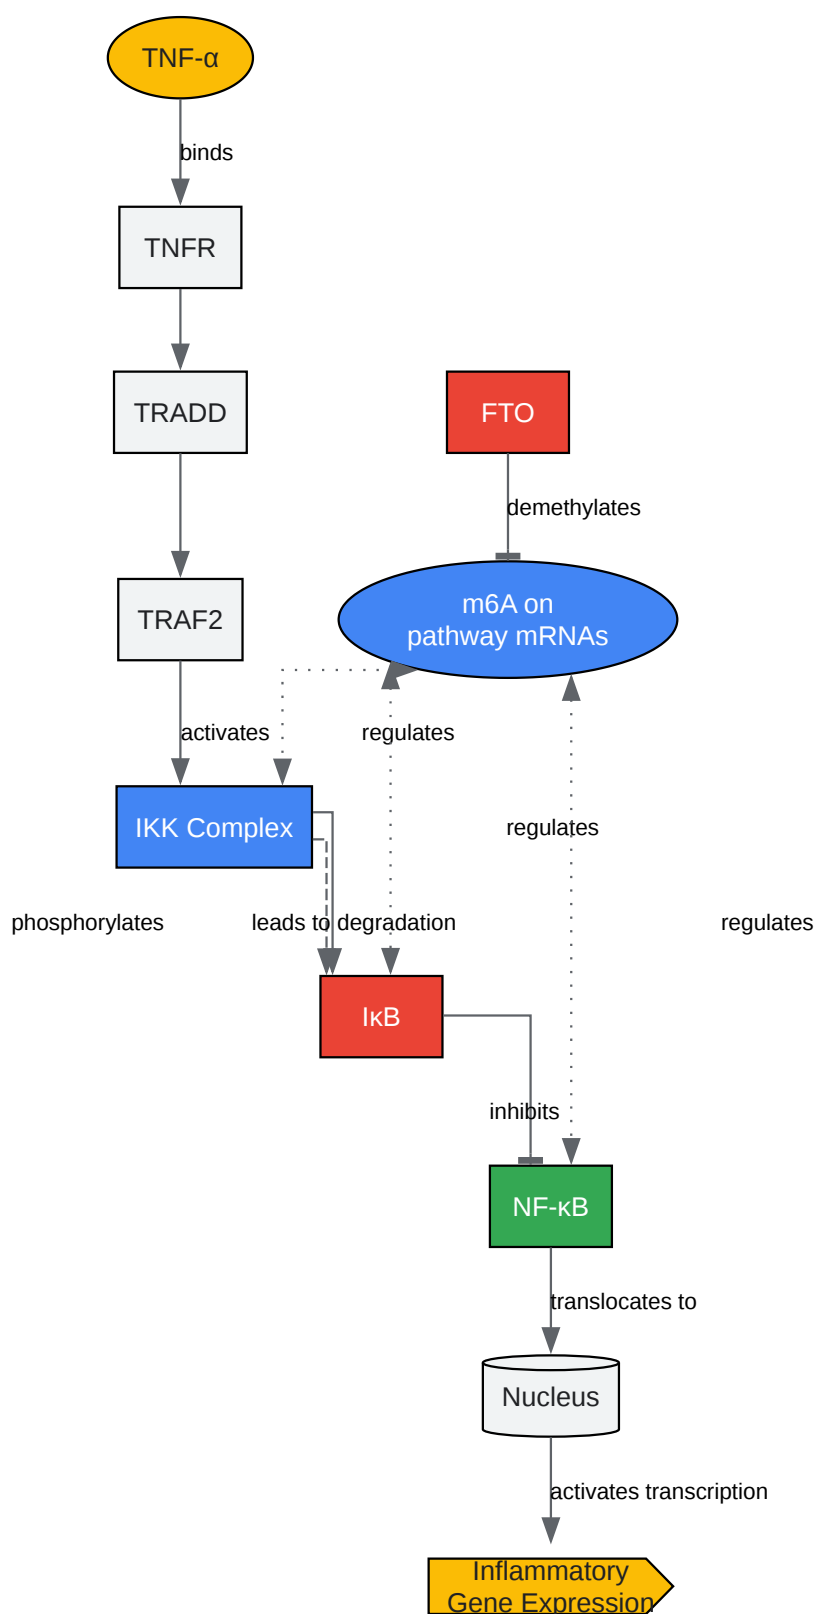 TNF-α
binds
TNFR
TRADD
FTO
demethylates
m6A on
pathway mRNAs
TRAF2
activates
regulates
IKK Complex
regulates
phosphorylates
leads to degradation
regulates
IκB
inhibits
NF-κB
translocates to
Nucleus
activates transcription
Inflammatory
Gene Expression